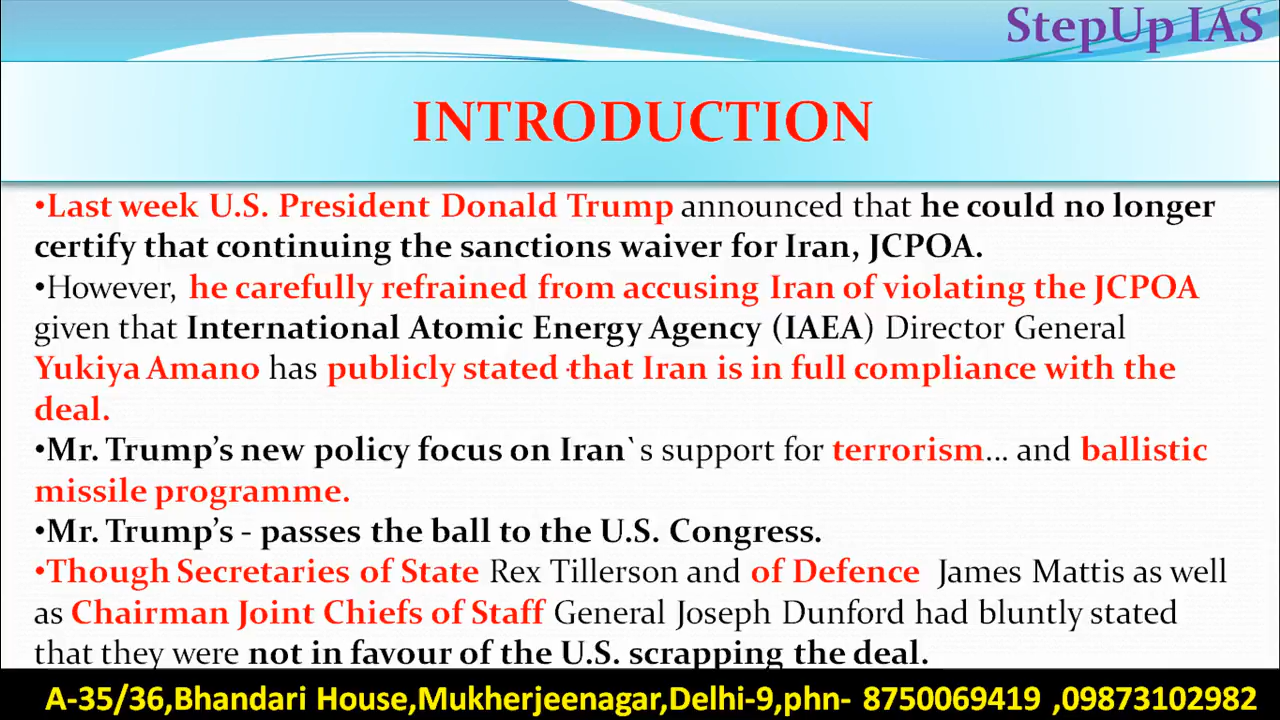 StepUp IAS
INTRODUCTION
•Last week U.S. President Donald Trump announced that he could no longer
certify that continuing the sanctions waiver for Iran, JCPOA.
•However, he carefully refrained from accusing Iran of violating the JCPOA
given that International Atomic Energy Agency (IAEA) Director General
Yukiya Amano has publicly stated that Iran is in full compliance with the
deal.
•Mr. Trump’s new policy focus on Iran`s support for terrorism... and ballistic
missile programme.
•Mr. Trump’s - passes the ball to the U.S. Congress.
•Though Secretaries of State Rex Tillerson and of Defence James Mattis as well
as Chairman Joint Chiefs of Staff General Joseph Dunford had bluntly stated
that they were not in favour of the U.S. scrapping the deal.
A-35/36,Bhandari House,Mukherjeenagar,Delhi-9,phn- 8750069419 ,09873102982